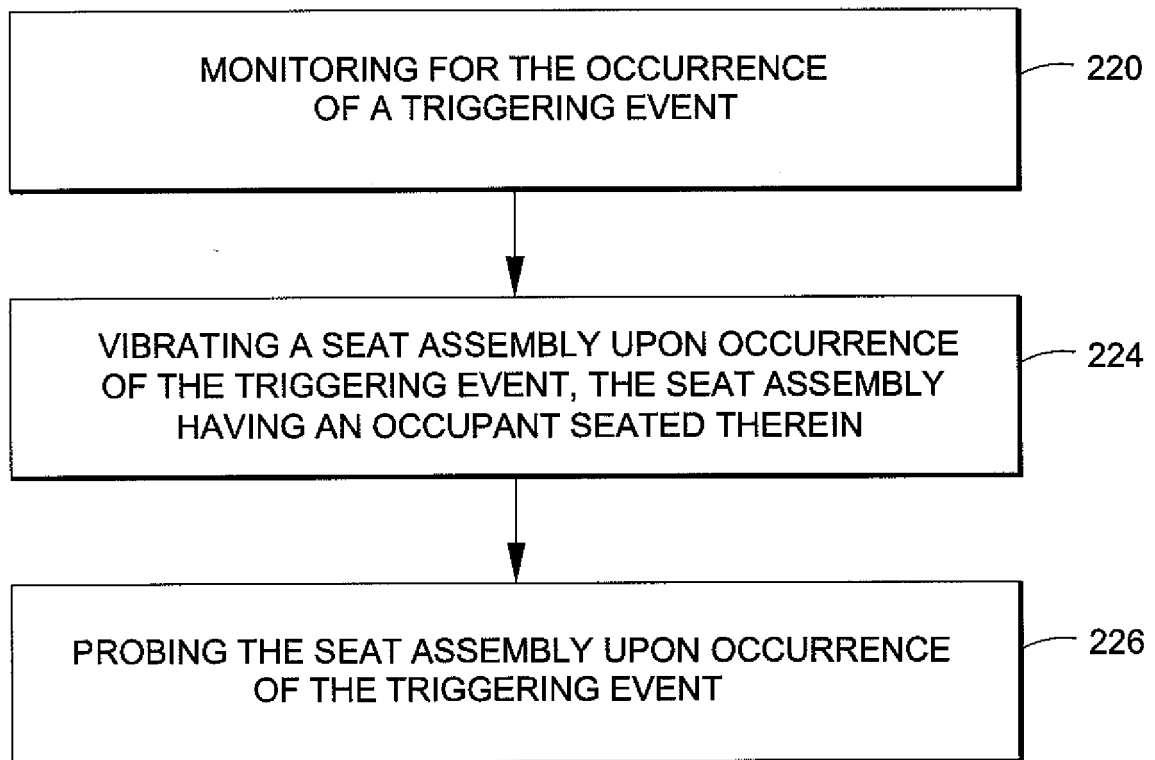 MONITORING FOR THE OCCURRENCE
OF A TRIGGERING EVENT
220
VIBRATING A SEAT ASSEMBLY UPON OCCURRENCE
OF THE TRIGGERING EVENT, THE SEAT ASSEMBLY
HAVING AN OCCUPANT SEATED THEREIN
224
PROBING THE SEAT ASSEMBLY UPON OCCURRENCE
OF THE TRIGGERING EVENT
226